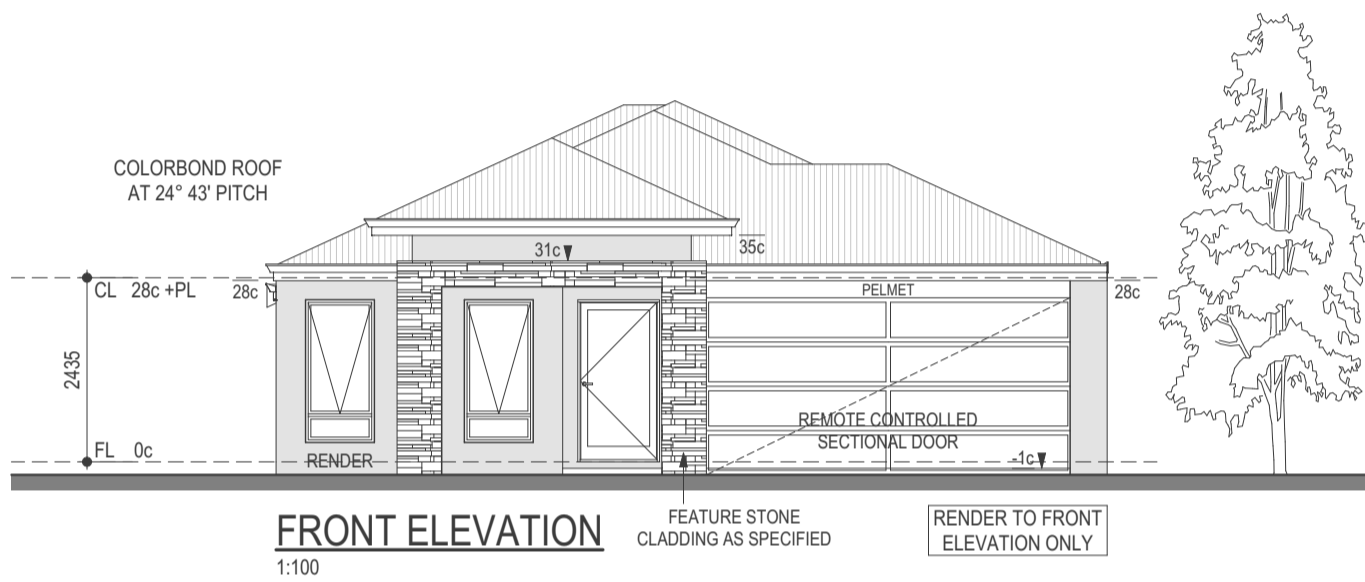 COLORBOND ROOF
AT 24° 43' PITCH
31c
35c
CL 28c +PL
28c
PELMET
28c
2435
REMOTE CONTROLLED
SECTIONAL DOOR
FL 0c
RENDER
-1c
FRONT ELEVATION
1:100
FEATURE STONE
CLADDING AS SPECIFIED
RENDER TO FRONT
ELEVATION ONLY